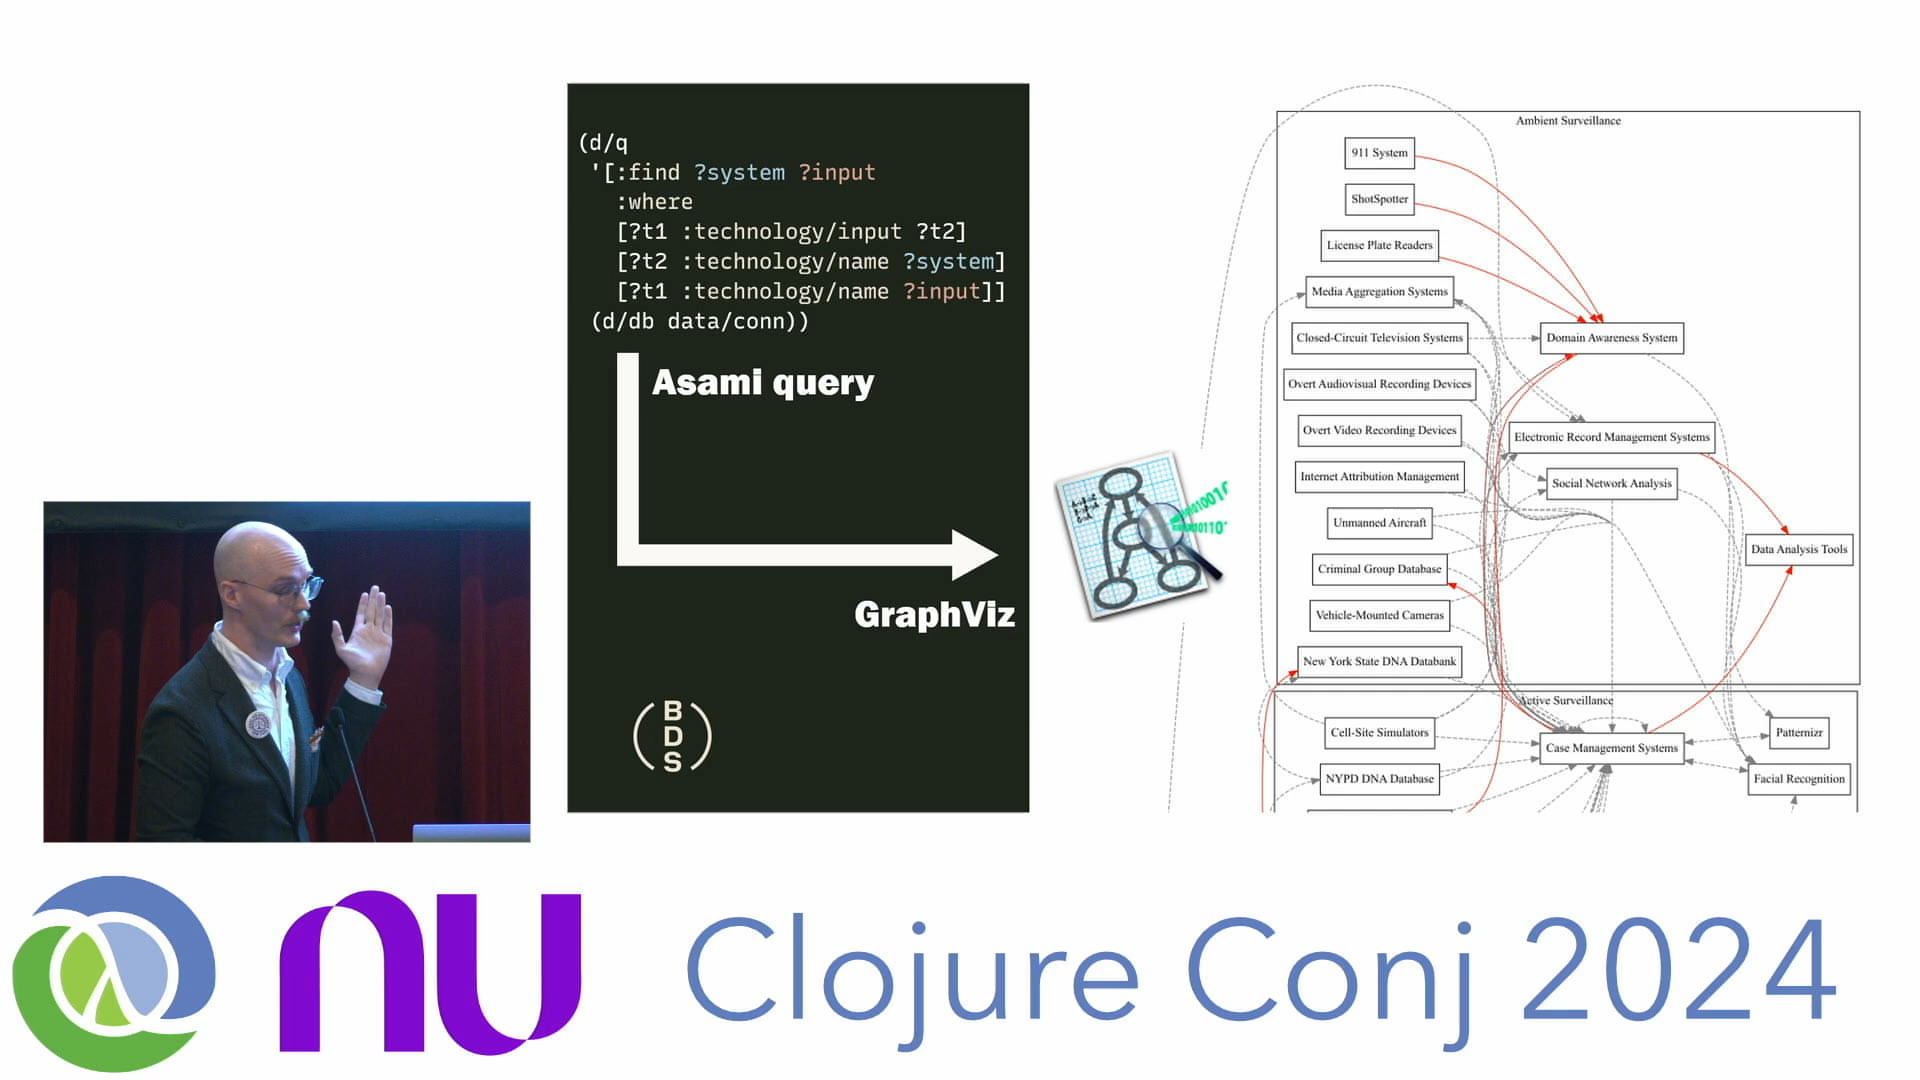 (d/q
'[:find ?system ?input
:where
[?t1 :technology/input ?t2]
[?t2 :technology/name ?system]
[?t1 :technology/name ?input]]
(d/db data/conn))
Asami query
GraphViz
B
D
S
Ambient Surveillance
911 System
ShotSpotter
License Plate Readers
Media Aggregation Systems
Closed-Circuit Television Systems
Domain Awareness System
Overt Audiovisual Recording Devices
Overt Video Recording Devices
Electronic Record Management Systems
Internet Attribution Management
Social Network Analysis
Unmanned Aircraft
Data Analysis Tools
Criminal Group Database
Vehicle-Mounted Cameras
New York State DNA Databank
Active Surveillance
Cell-Site Simulators
Case Management Systems
Patternizr
NYPD DNA Database
Facial Recognition
nu
Clojure Conj 2024